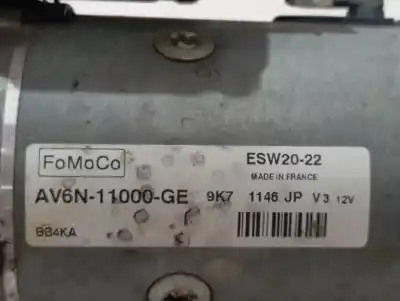 FoMoCo ESW20-22
MADE IN FRANCE
AV6N-11000-GE 9K7 1146 JP V3 12V
BB4KA